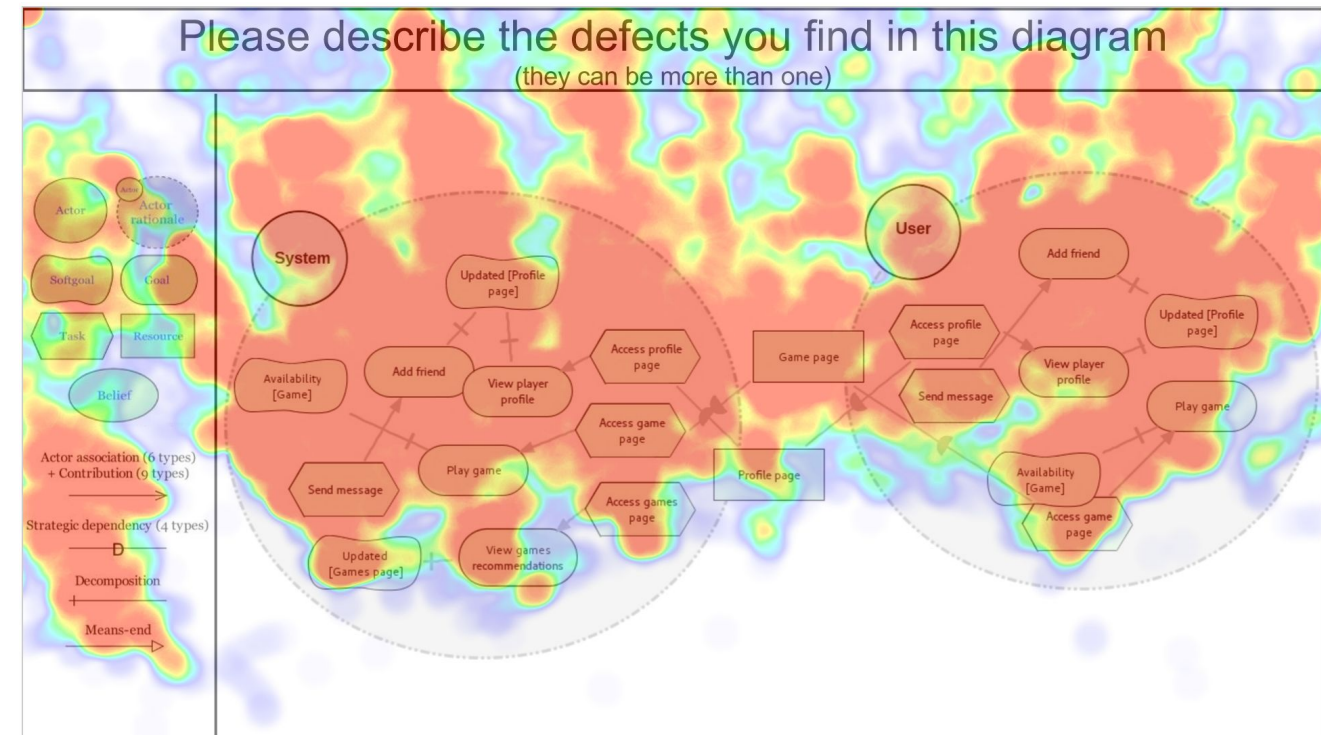 Please describe the defects you find in this diagram
(they can be more than one)
Actor
Actor
Actor
rationale
Softgoal
Goal
Task
Resource
Belief
Actor association (6 types)
+ Contribution (9 types)
Strategic dependency (4 types)
D
Decomposition
Means-end
System
Updated [Profile
page]
Availability
[Game]
Add friend
View player
profile
Access profile
page
Access game
page
Play game
Send message
Access games
page
Updated
[Games page]
View games
recommendations
Game page
Profile page
User
Add friend
Access profile
page
Updated [Profile
page]
View player
profile
Send message
Play game
Availability
[Game]
Access game
page